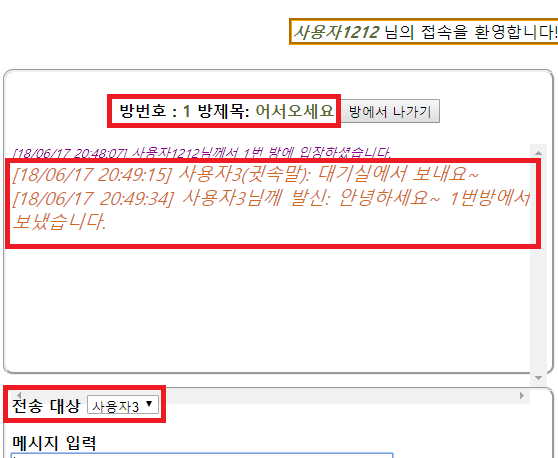 사용자1212 님의 접속을 환영합니다!
방번호 : 1 방제목: 어서오세요 방에서 나가기
[18/06/17 20:48:07] 사용자1212님께서 1번 방에 입장하셨습니다.
[18/06/17 20:49:15] 사용자3(귓속말): 대기실에서 보내요~
[18/06/17 20:49:34] 사용자3님께 발신: 안녕하세요~ 1번방에서
보냈습니다.
전송 대상 사용자3
메시지 입력